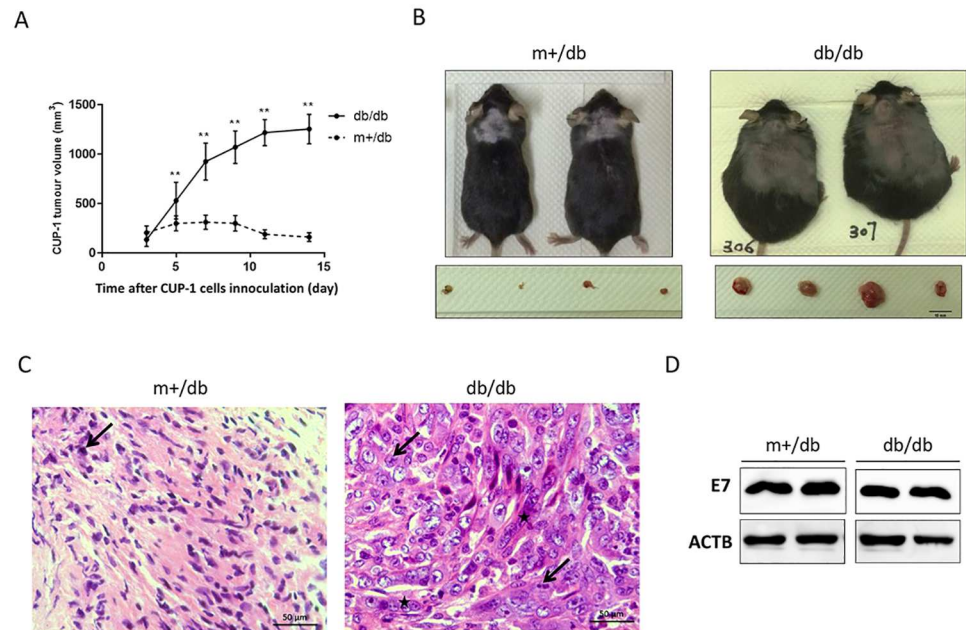 A
CUP-1 tumour volume (mm³)
1500
1000
500
0
0
5
10
15
**
**
**
**
**
db/db
m+/db
Time after CUP-1 cells innoculation (day)
B
m+/db
db/db
306
307
C
m+/db
db/db
50 µm
50 µm
D
m+/db
db/db
E7
ACTB